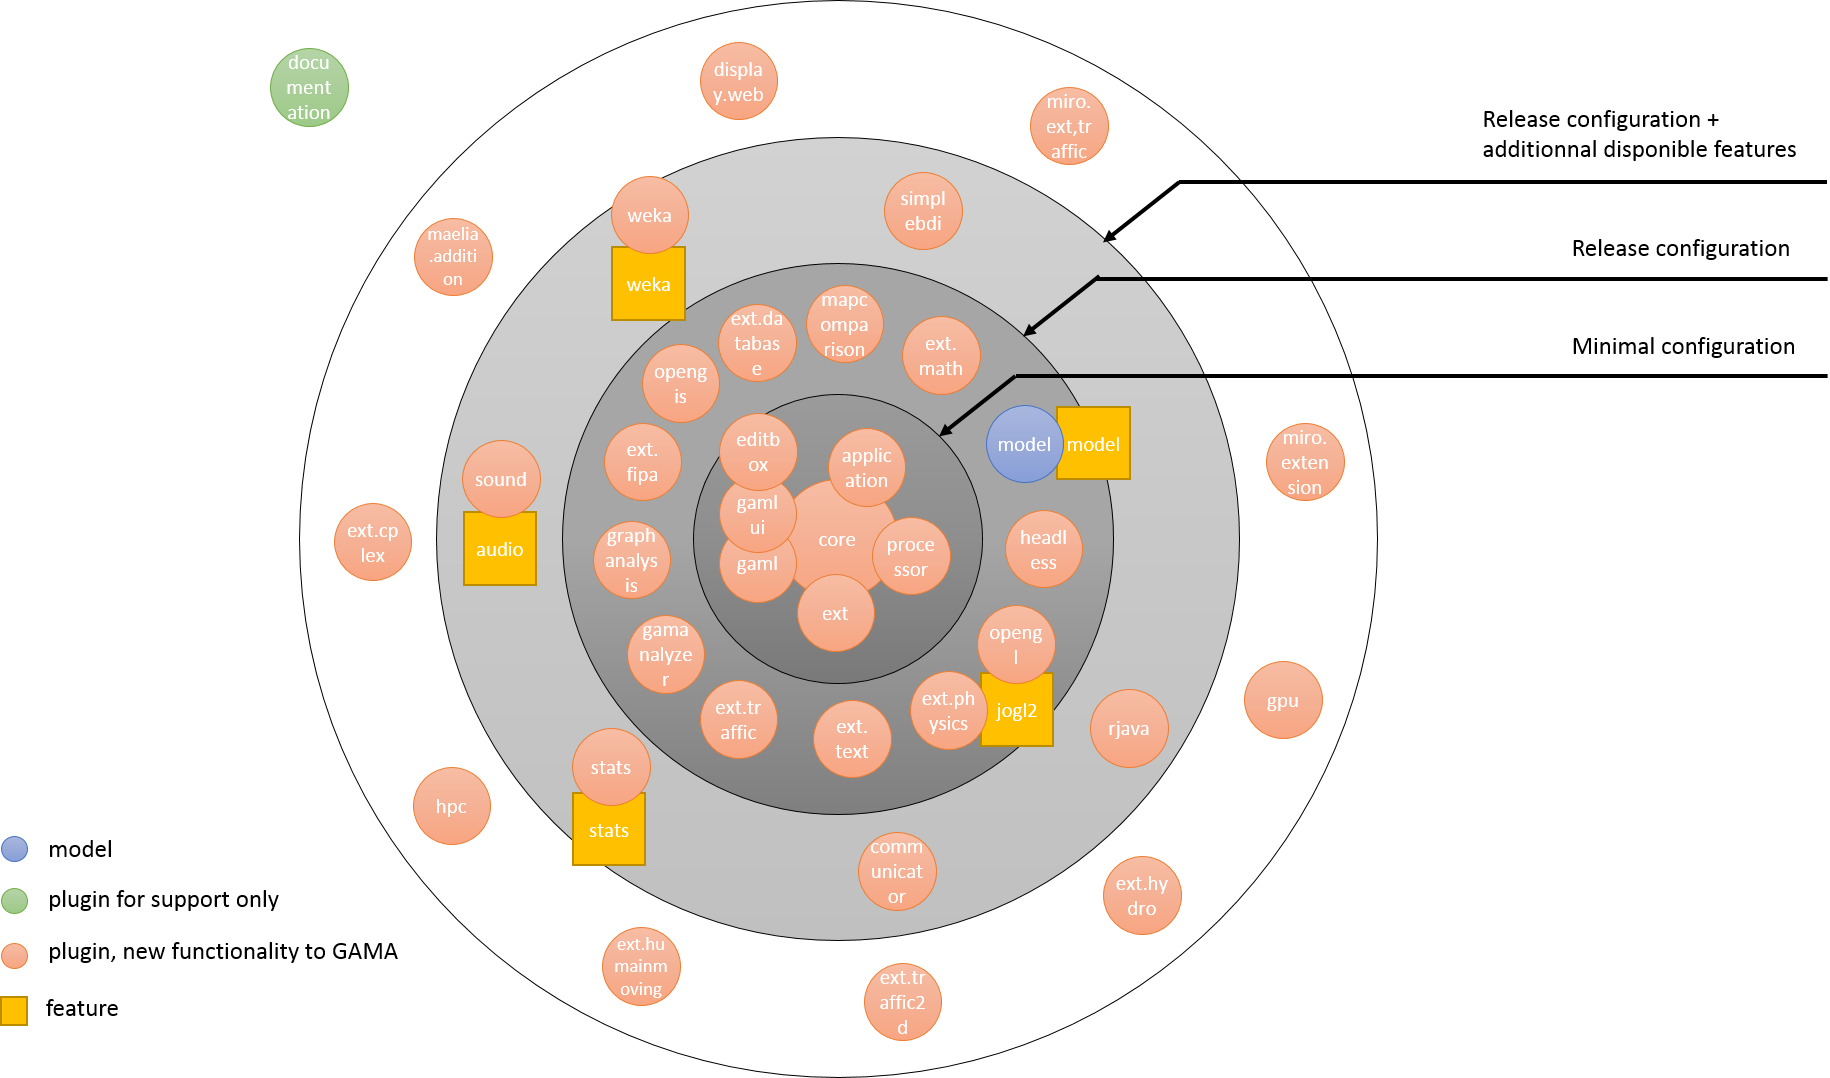 docu
ment
ation
displa
y.web
miro.
ext,tr
affic
Release configuration +
additionnal disponible features
weka
weka
simpl
ebdi
maelia
.additi
on
Release configuration
ext.da
tabas
e
mapc
ompa
rison
ext.
math
Minimal configuration
openg
is
editb
ox
applic
ation
model
model
ext.
fipa
miro.
exten
sion
sound
audio
gaml
ui
core
proce
ssor
headl
ess
ext.cp
lex
graph
analys
is
gaml
ext
gama
nalyze
r
openg
l
jogl2
ext.ph
ysics
ext.tr
affic
ext.
text
rjava
gpu
stats
stats
hpc
comm
unicat
or
ext.hy
dro
ext.hu
mainm
oving
ext.tr
affic2
d
model
plugin for support only
plugin, new functionality to GAMA
feature